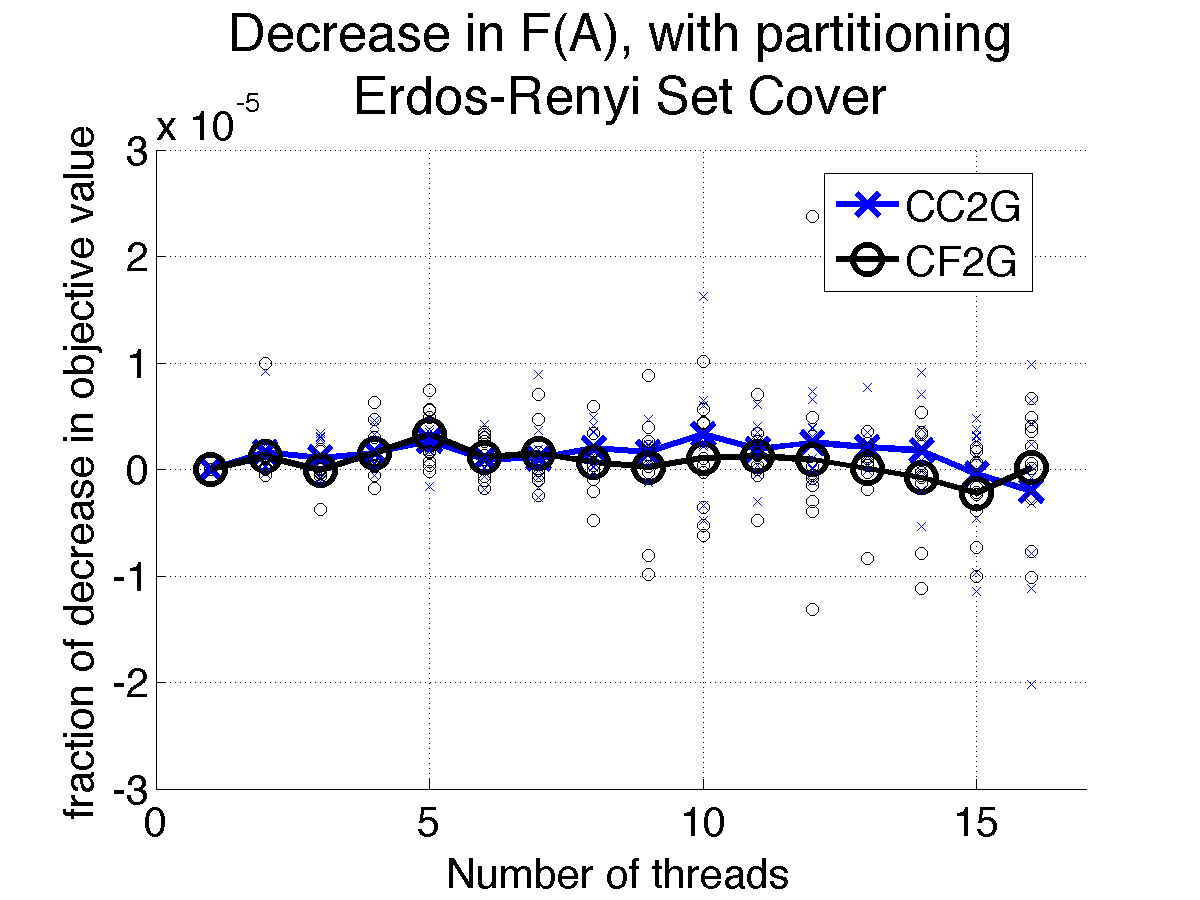 Decrease in F(A), with partitioning
Erdos-Renyi Set Cover
x 10^-5
3
2
1
0
-1
-2
-3
fraction of decrease in objective value
CC2G
CF2G
0 5 10 15
Number of threads